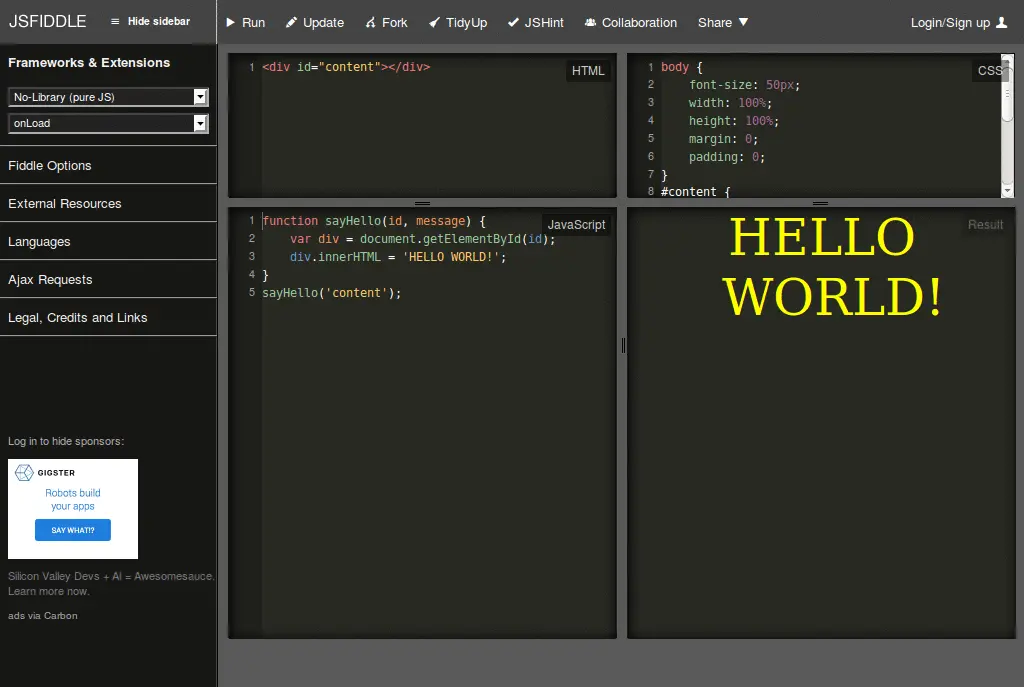 JSFIDDLE ≡ Hide sidebar Run Update Fork TidyUp JSHint Collaboration Share ▼ Login/Sign up
Frameworks & Extensions
No-Library (pure JS)
onLoad
Fiddle Options
External Resources
Languages
Ajax Requests
Legal, Credits and Links
Log in to hide sponsors:
GIGSTER
Robots build
your apps
SAY WHAT!?
Silicon Valley Devs + AI = Awesomesauce.
Learn more now.
ads via Carbon
HTML
1 <div id="content"></div>
CSS
1 body {
2 font-size: 50px;
3 width: 100%;
4 height: 100%;
5 margin: 0;
6 padding: 0;
7 }
8 #content {
JavaScript
1 function sayHello(id, message) {
2 var div = document.getElementById(id);
3 div.innerHTML = 'HELLO WORLD!';
4 }
5 sayHello('content');
Result
HELLO
WORLD!